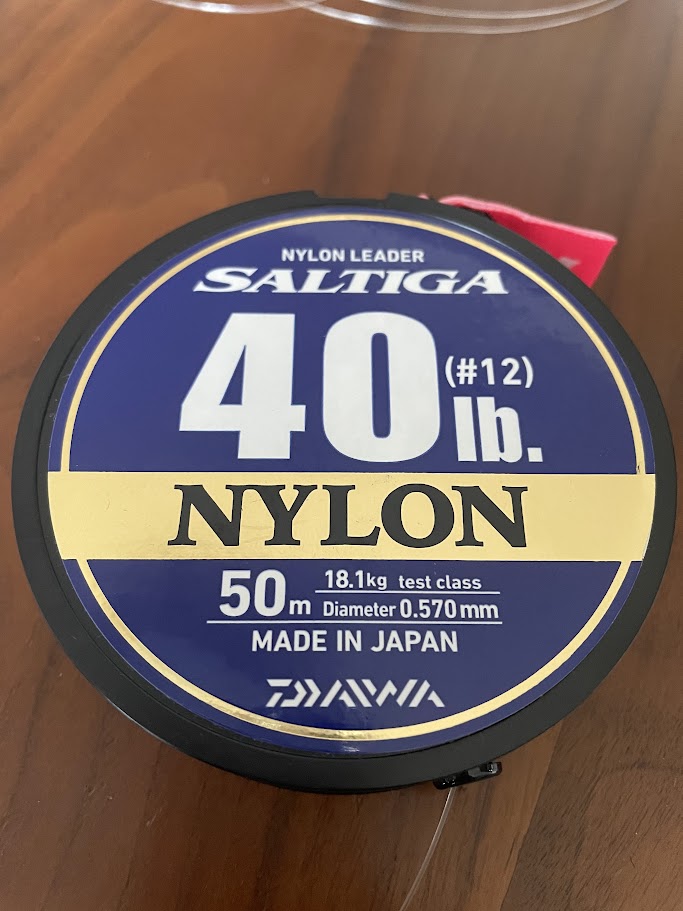 NYLON LEADER
SALTIGA
40 lb.
(#12)
NYLON
50m
18.1kg test class
Diameter 0.570mm
MADE IN JAPAN
DAIWA